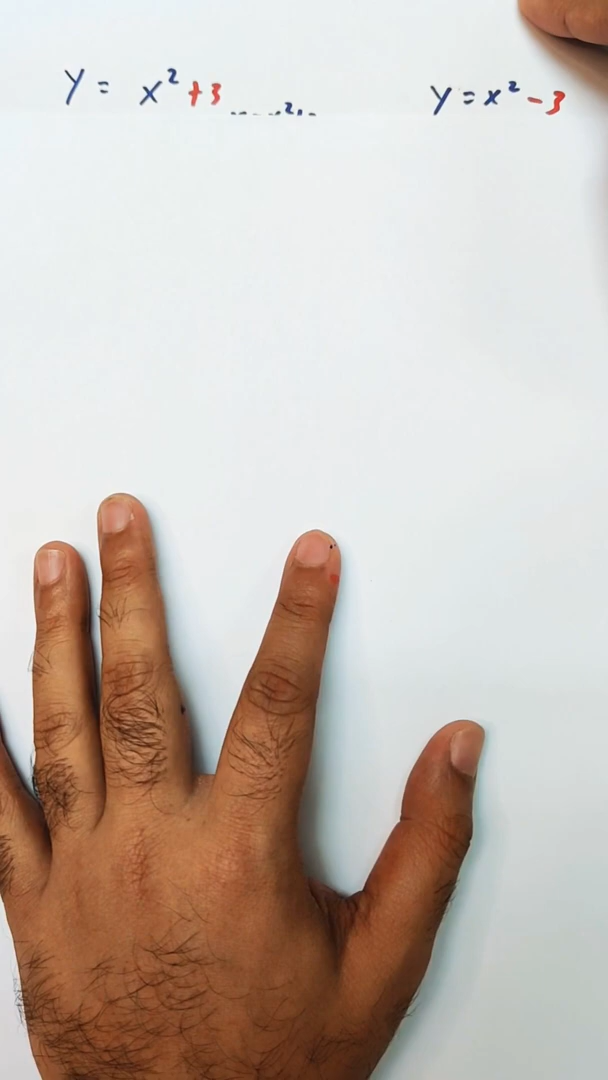 y = x² + 3
y = x² - 3